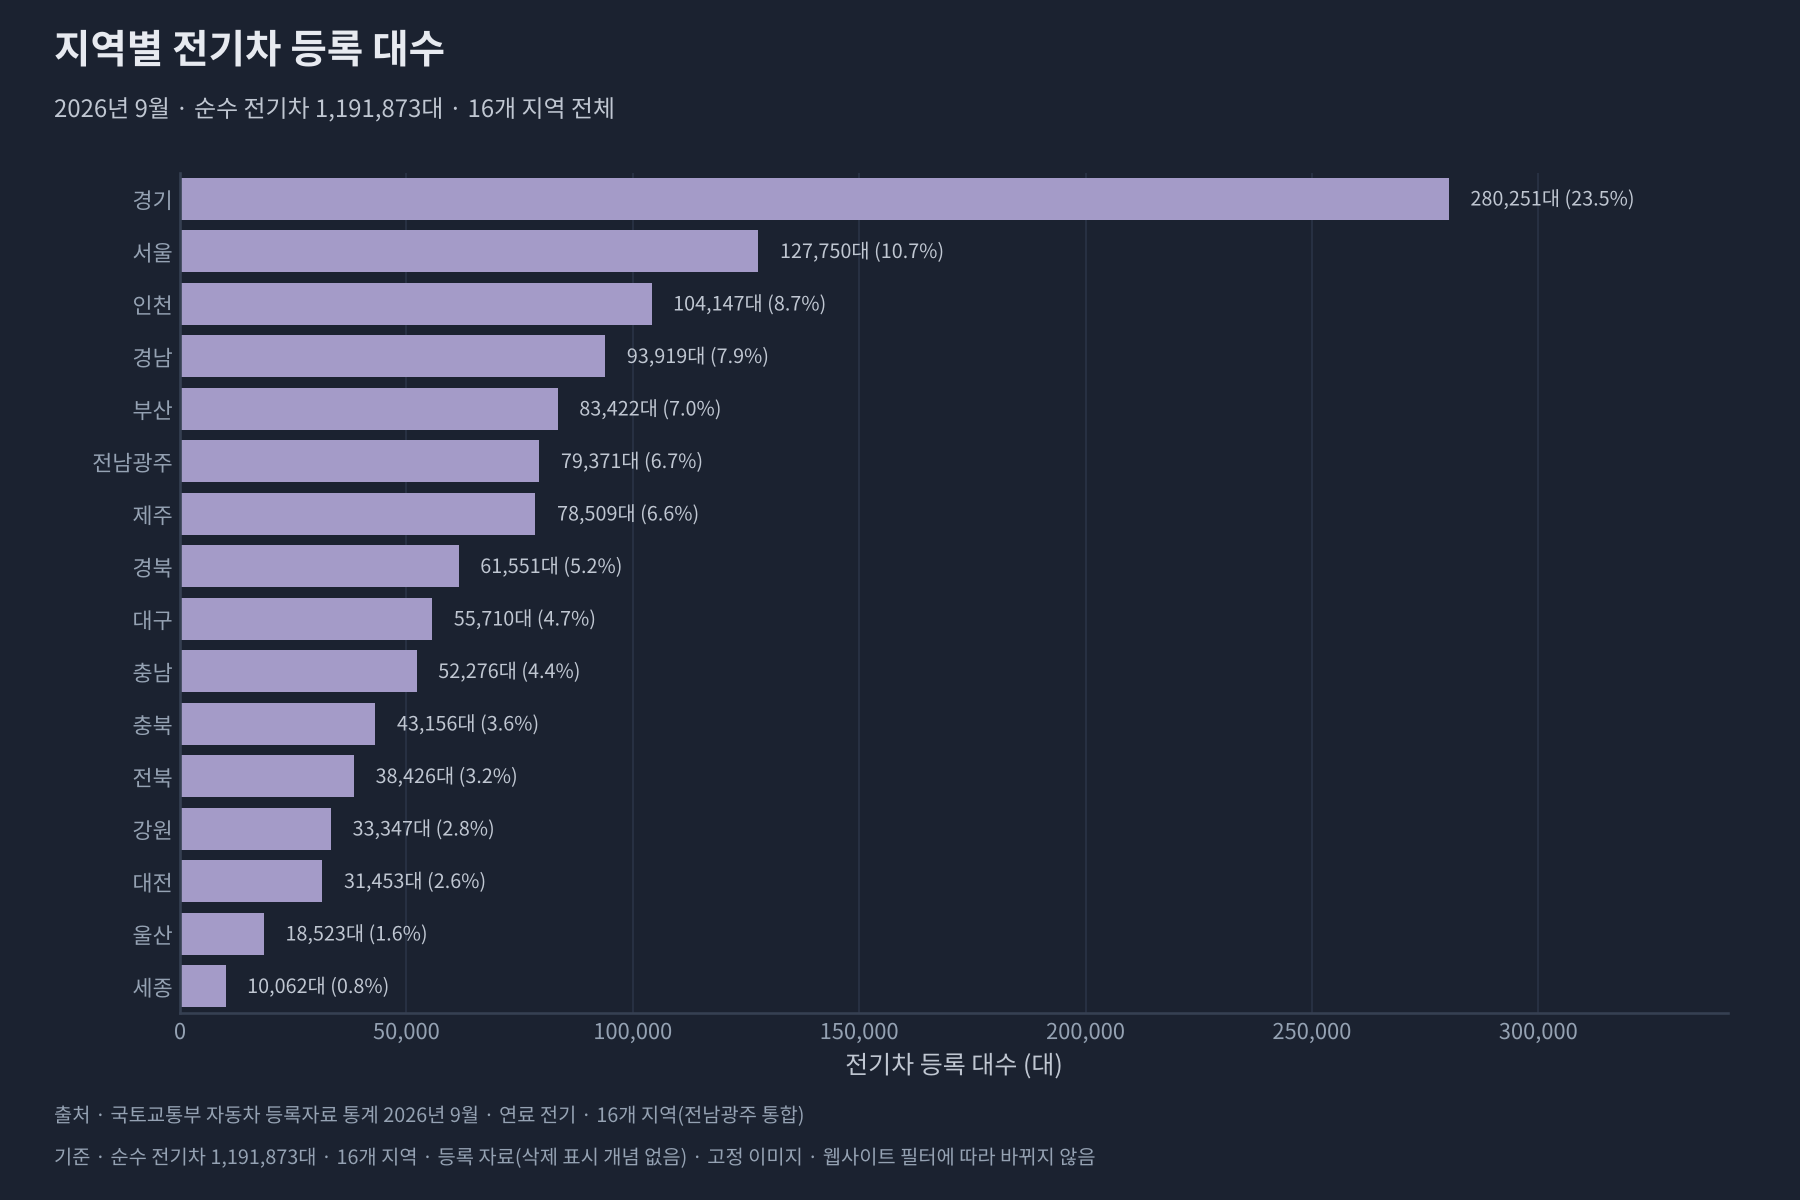 지역별 전기차 등록 대수
2026년 9월 · 순수 전기차 1,191,873대 · 16개 지역 전체
경기 280,251대 (23.5%)
서울 127,750대 (10.7%)
인천 104,147대 (8.7%)
경남 93,919대 (7.9%)
부산 83,422대 (7.0%)
전남광주 79,371대 (6.7%)
제주 78,509대 (6.6%)
경북 61,551대 (5.2%)
대구 55,710대 (4.7%)
충남 52,276대 (4.4%)
충북 43,156대 (3.6%)
전북 38,426대 (3.2%)
강원 33,347대 (2.8%)
대전 31,453대 (2.6%)
울산 18,523대 (1.6%)
세종 10,062대 (0.8%)
0 50,000 100,000 150,000 200,000 250,000 300,000
전기차 등록 대수 (대)
출처 · 국토교통부 자동차 등록자료 통계 2026년 9월 · 연료 전기 · 16개 지역(전남광주 통합)
기준 · 순수 전기차 1,191,873대 · 16개 지역 · 등록 자료(삭제 표시 개념 없음) · 고정 이미지 · 웹사이트 필터에 따라 바뀌지 않음